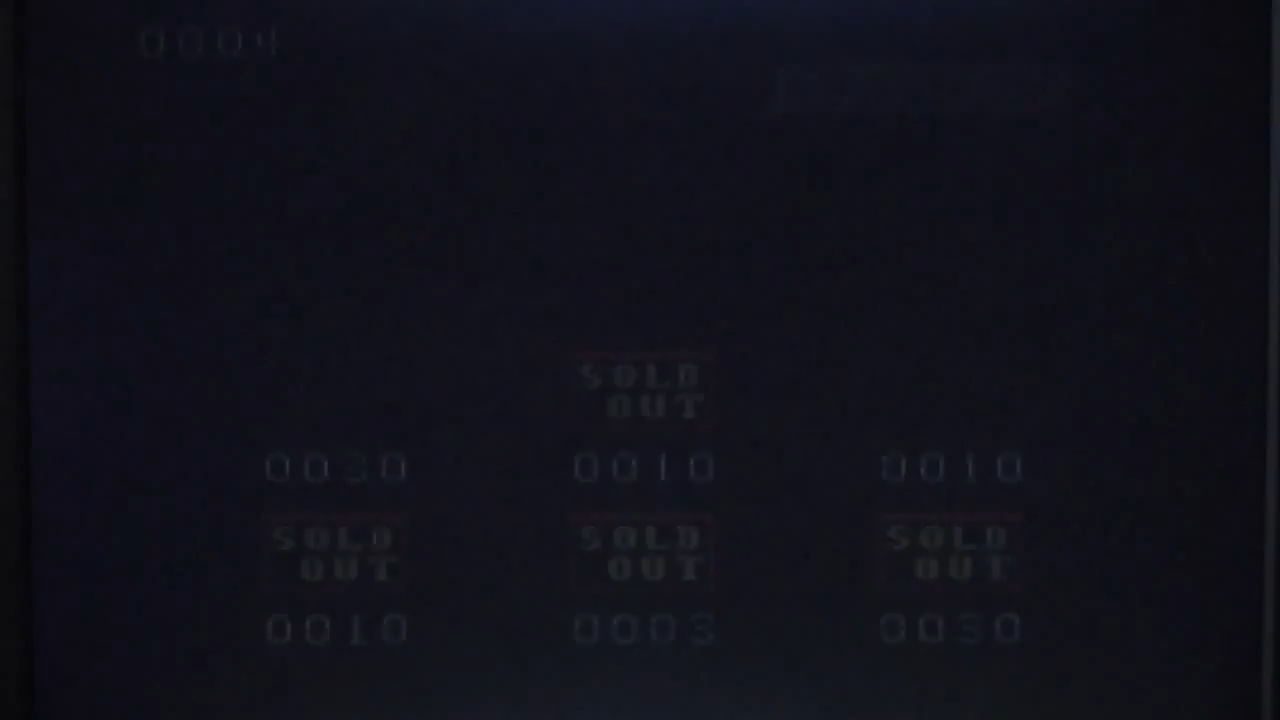 0004
SOLD
OUT
0030 0010 0010
SOLD SOLD SOLD
OUT OUT OUT
0010 0003 0030